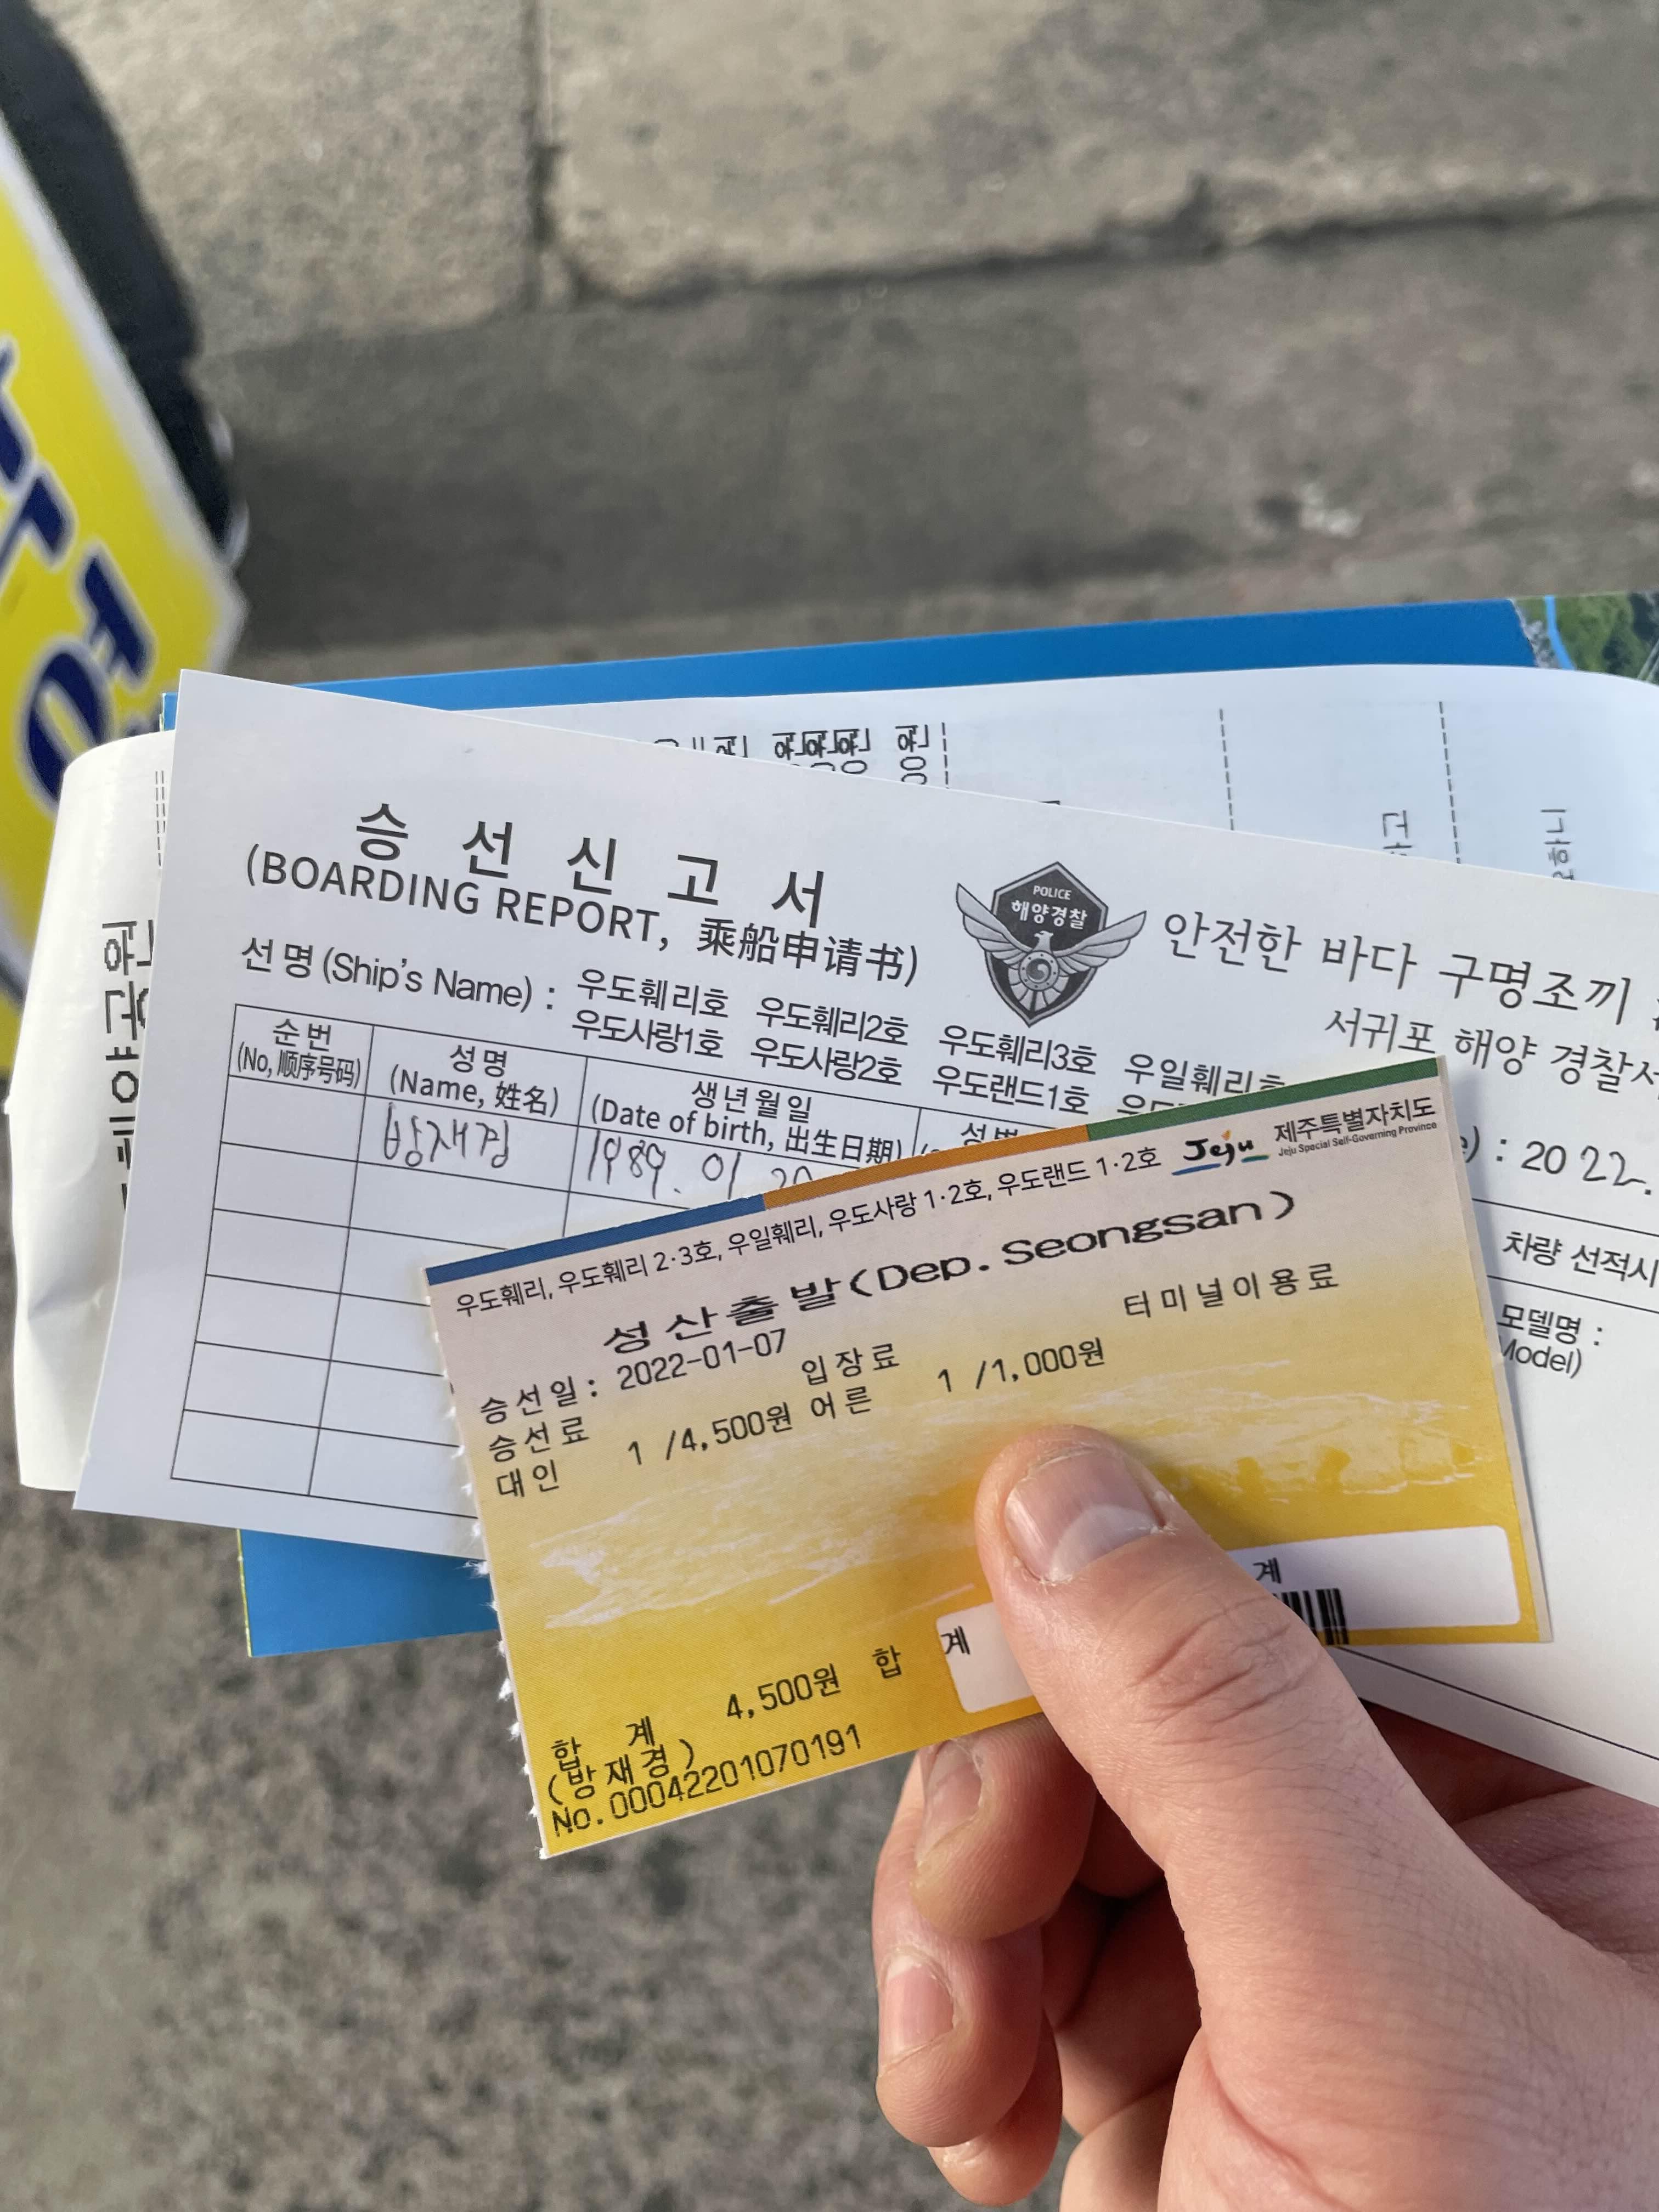 승 선 신 고 서
(BOARDING REPORT, 乘船申请书)
POLICE
해양경찰
안전한 바다 구명조끼
서귀포 해양 경찰서
선 명 (Ship's Name) : 우도훼리호 우도훼리2호 우도훼리3호 우일훼리호
우도사랑1호 우도사랑2호 우도랜드1호
순 번
(No, 顺序号码)
성 명
(Name, 姓名)
생 년 월 일
(Date of birth, 出生日期)
방재경
1989. 01. 20
) : 2022.
차량 선적시
모델명 :
Model)
우도훼리, 우도훼리 2·3호, 우일훼리, 우도사랑 1·2호, 우도랜드 1·2호
Jeju 제주특별자치도
Jeju Special Self-Governing Province
성산출발(Dep. Seongsan)
승선일: 2022-01-07
승선료 입장료 터미널이용료
대인 1 /4,500원 어른 1 /1,000원
합 계 4,500원 합 계 계
(방재경)
No.00042201070191